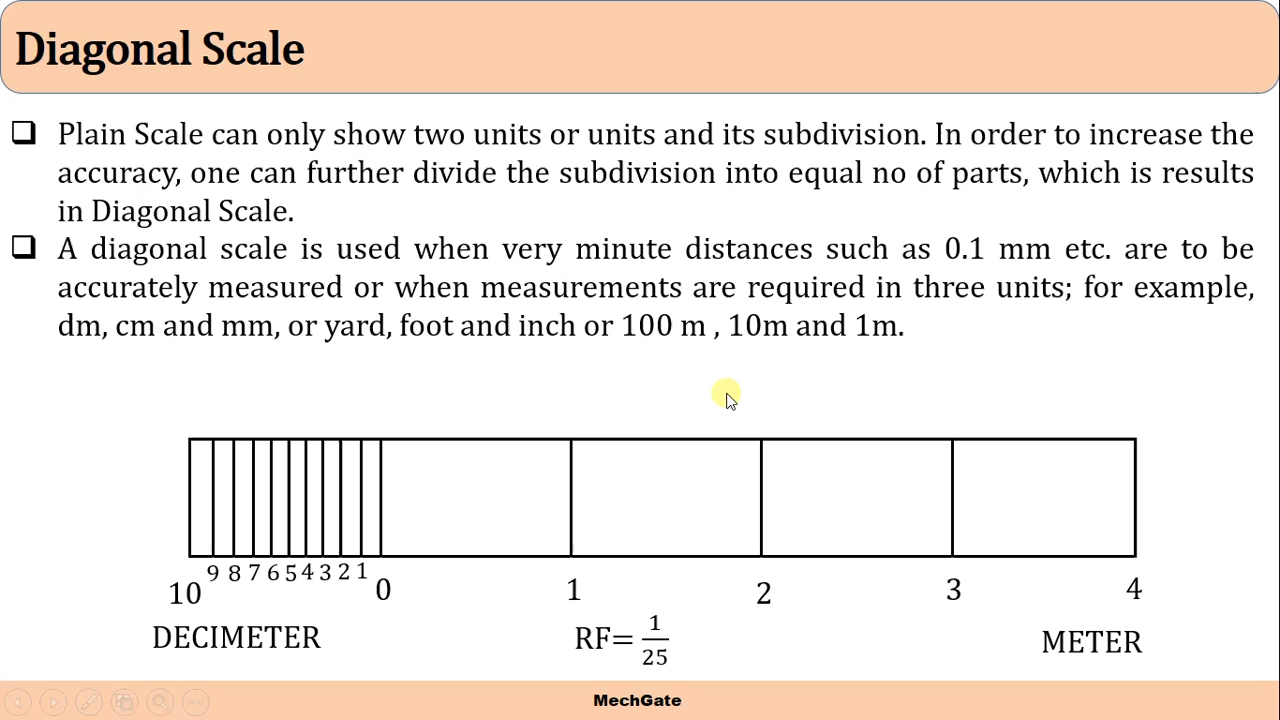 Diagonal Scale
❑ Plain Scale can only show two units or units and its subdivision. In order to increase the
accuracy, one can further divide the subdivision into equal no of parts, which is results
in Diagonal Scale.
❑ A diagonal scale is used when very minute distances such as 0.1 mm etc. are to be
accurately measured or when measurements are required in three units; for example,
dm, cm and mm, or yard, foot and inch or 100 m , 10m and 1m.
10 9 8 7 6 5 4 3 2 1 0 1 2 3 4
DECIMETER RF= 1/25 METER
MechGate